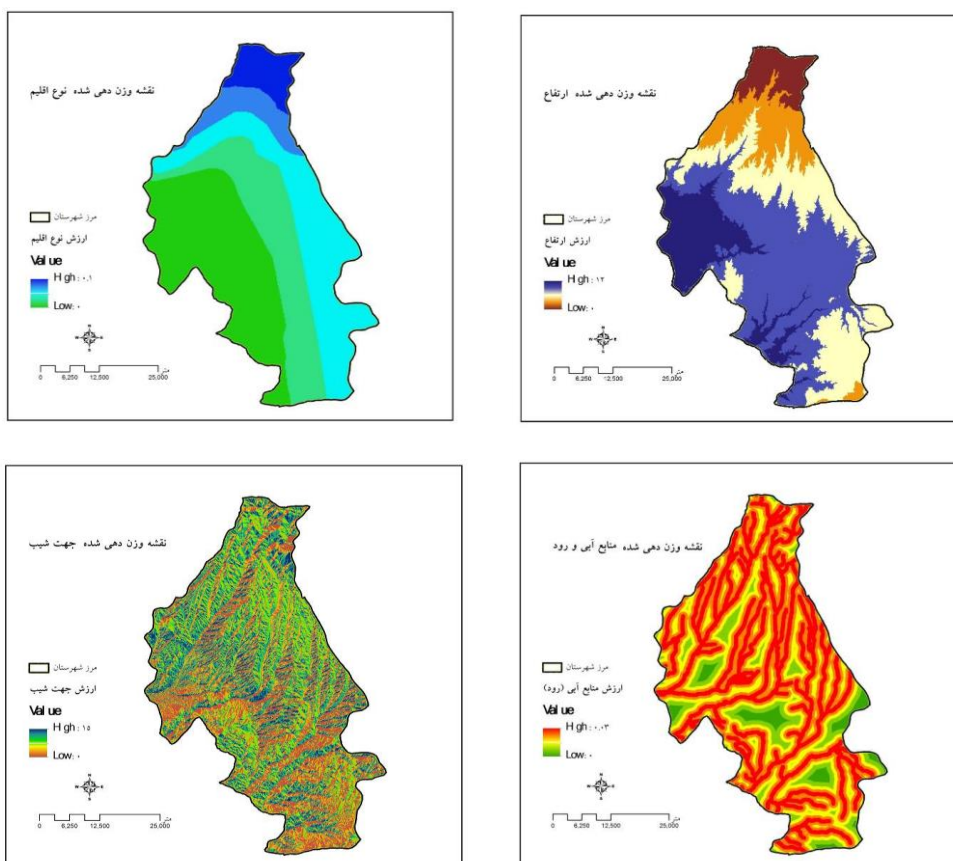 نقشه وزن دهی شده نوع اقلیم
مرز شهرستان
ارزش نوع اقلیم
Value
High : ۰.۱
Low : ۰
N
W E
S
متر
0 6,250 12,500 25,000
نقشه وزن دهی شده ارتفاع
مرز شهرستان
ارزش ارتفاع
Value
High : ۱۲
Low : ۰
N
W E
S
متر
0 6,250 12,500 25,000
نقشه وزن دهی شده جهت شیب
مرز شهرستان
ارزش جهت شیب
Value
High : ۱۵
Low : ۰
N
W E
S
متر
0 6,250 12,500 25,000
نقشه وزن دهی شده منابع آبی و رود
مرز شهرستان
ارزش منابع آبی (رود)
Value
High : ۰.۰۳
Low : ۰
N
W E
S
متر
0 6,250 12,500 25,000